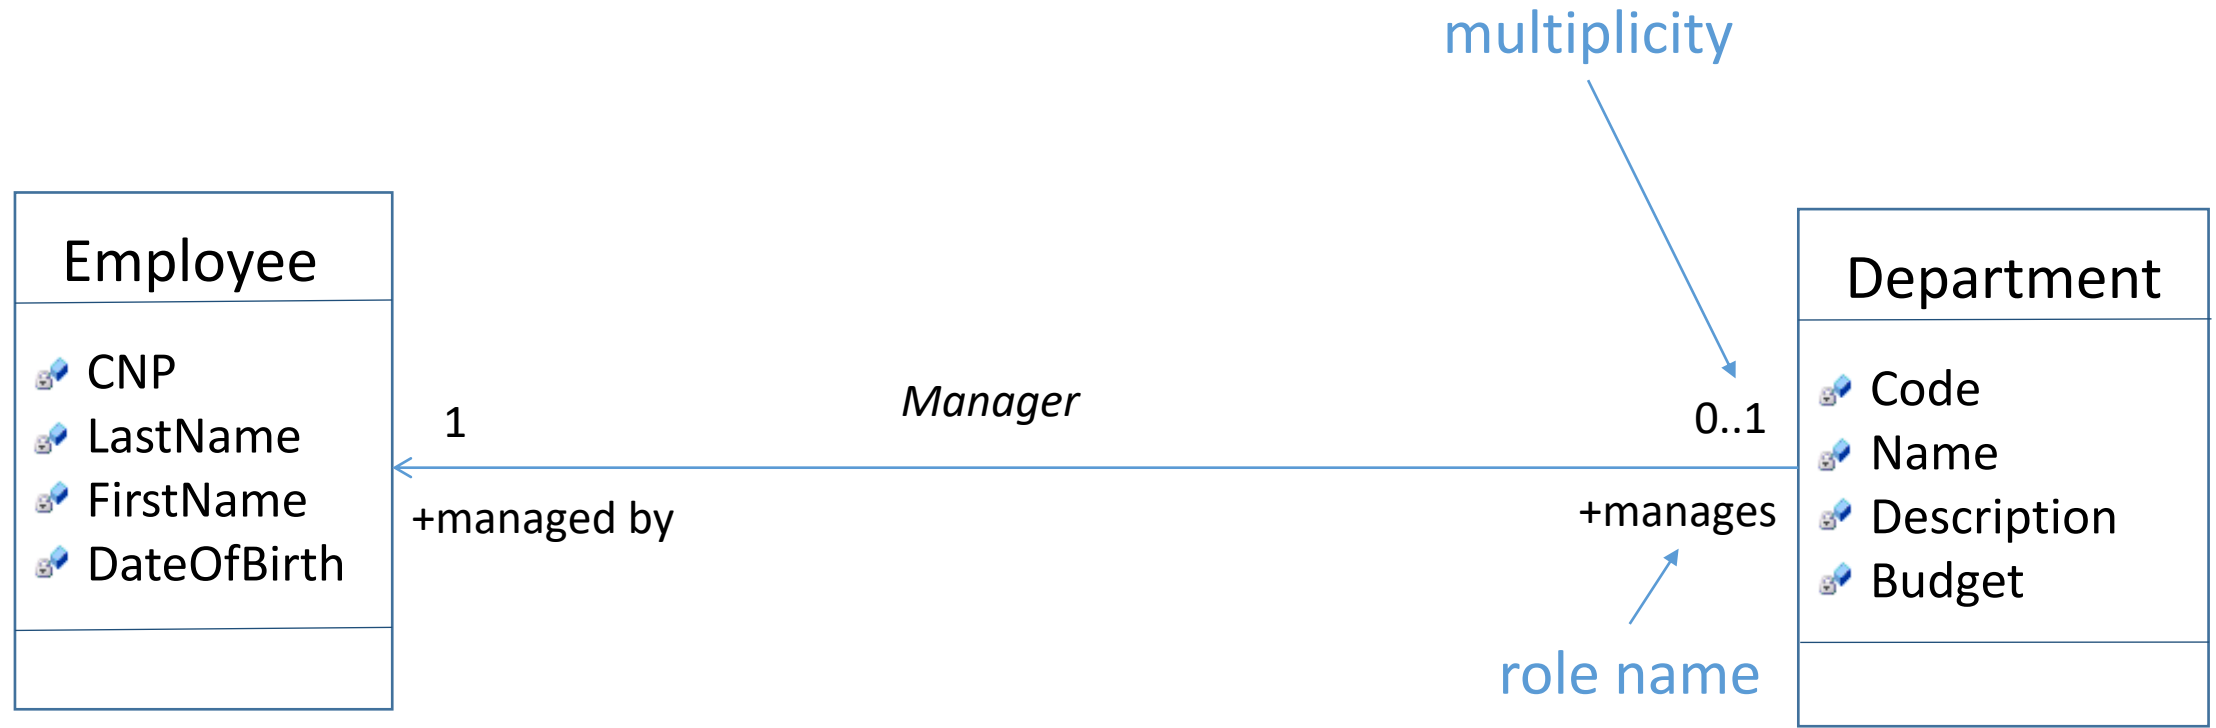 multiplicity
Employee
CNP
LastName
FirstName
DateOfBirth
1
+managed by
Manager
0..1
+manages
role name
Department
Code
Name
Description
Budget